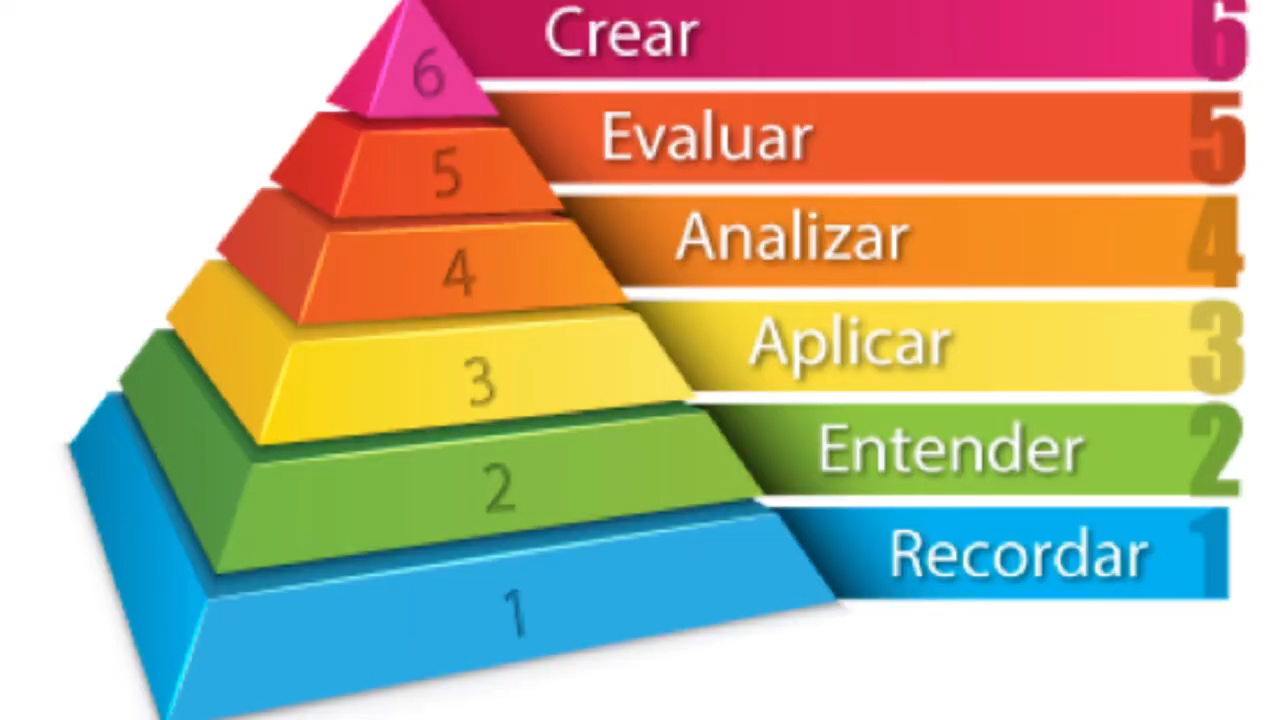 6 Crear 6
5 Evaluar 5
4 Analizar 4
3 Aplicar 3
2 Entender 2
1 Recordar 1